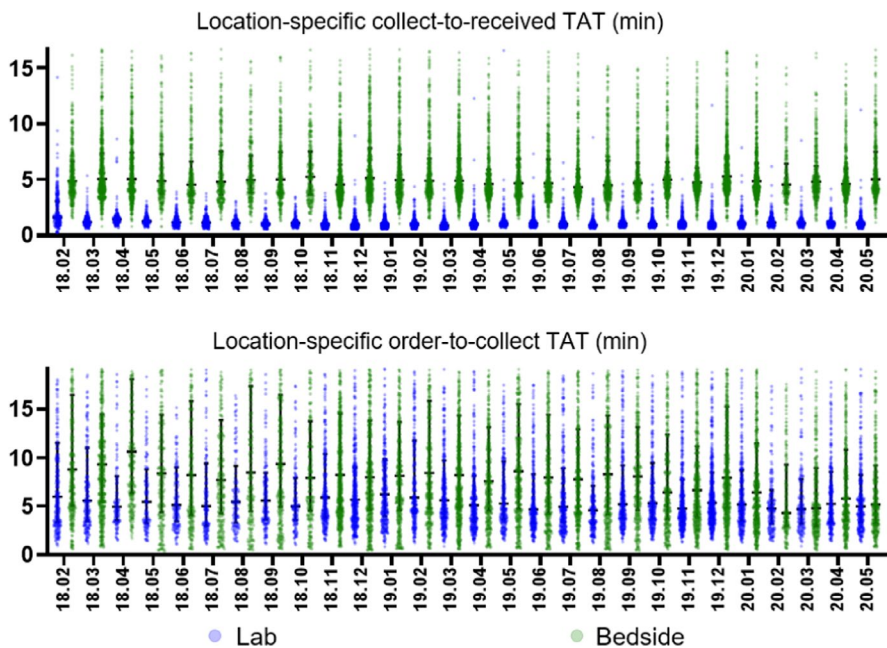 Location-specific collect-to-received TAT (min)
15
10
5
0
18.02 18.03 18.04 18.05 18.06 18.07 18.08 18.09 18.10 18.11 18.12 19.01 19.02 19.03 19.04 19.05 19.06 19.07 19.08 19.09 19.10 19.11 19.12 20.01 20.02 20.03 20.04 20.05
Location-specific order-to-collect TAT (min)
15
10
5
0
18.02 18.03 18.04 18.05 18.06 18.07 18.08 18.09 18.10 18.11 18.12 19.01 19.02 19.03 19.04 19.05 19.06 19.07 19.08 19.09 19.10 19.11 19.12 20.01 20.02 20.03 20.04 20.05
Lab Bedside